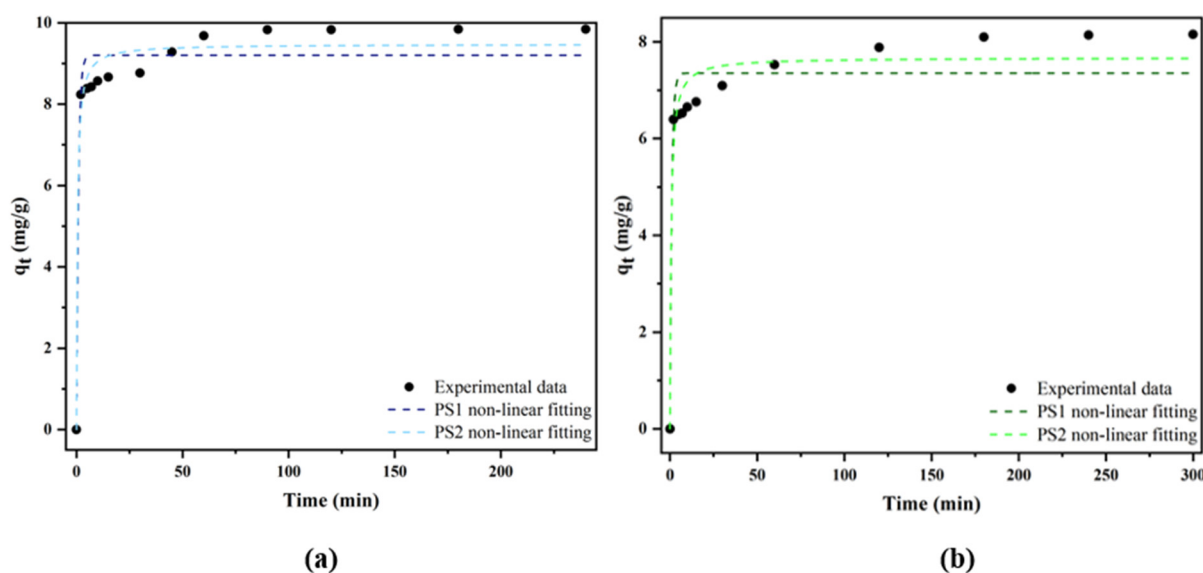 10
8
6
4
2
0
q_t (mg/g)
Experimental data
PS1 non-linear fitting
PS2 non-linear fitting
0 50 100 150 200
Time (min)
(a)
8
6
4
2
0
q_t (mg/g)
Experimental data
PS1 non-linear fitting
PS2 non-linear fitting
0 50 100 150 200 250 300
Time (min)
(b)